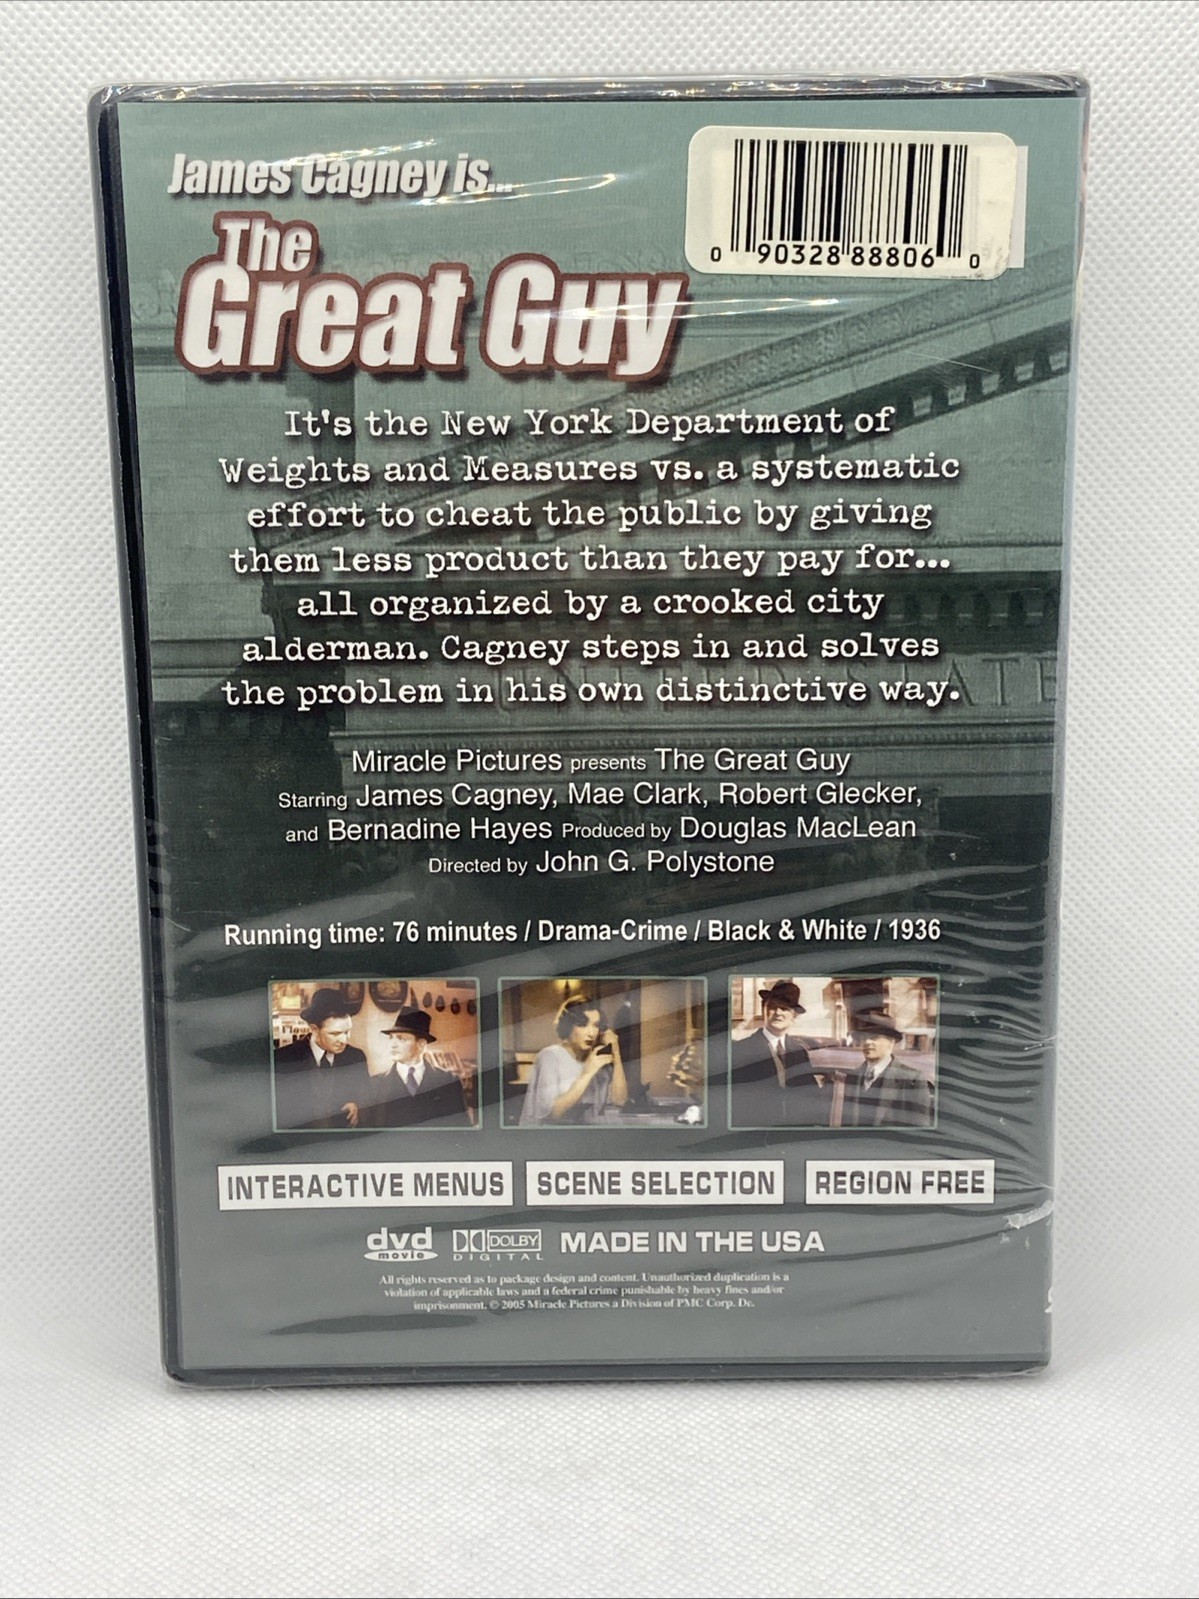 James Cagney is...
The
Great Guy
0 90328 88806 0
It's the New York Department of
Weights and Measures vs. a systematic
effort to cheat the public by giving
them less product than they pay for...
all organized by a crooked city
alderman. Cagney steps in and solves
the problem in his own distinctive way.
Miracle Pictures presents The Great Guy
Starring James Cagney, Mae Clark, Robert Glecker,
and Bernadine Hayes Produced by Douglas MacLean
Directed by John G. Polystone
Running time: 76 minutes / Drama-Crime / Black & White / 1936
INTERACTIVE MENUS SCENE SELECTION REGION FREE
dvd movie DOLBY DIGITAL MADE IN THE USA
All rights reserved as to package design and content. Unauthorized duplication is a
violation of applicable laws and a federal crime punishable by heavy fines and/or
imprisonment. © 2005 Miracle Pictures a Division of PMC Corp. De.